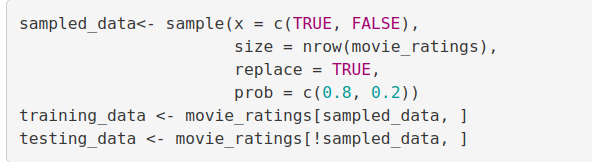 sampled_data<- sample(x = c(TRUE, FALSE),
                      size = nrow(movie_ratings),
                      replace = TRUE,
                      prob = c(0.8, 0.2))
training_data <- movie_ratings[sampled_data, ]
testing_data <- movie_ratings[!sampled_data, ]